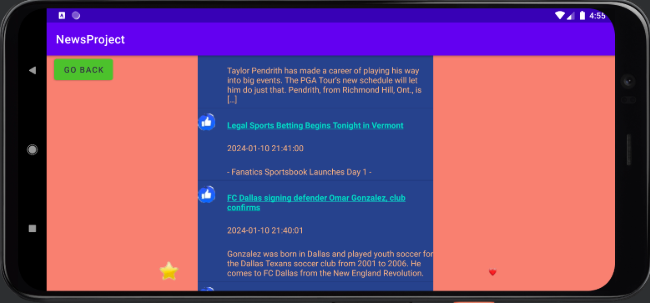 4:55
NewsProject
GO BACK
Taylor Pendrith has made a career of playing his way
into big events. The PGA Tour's new schedule will let
him do just that. Pendrith, from Richmond Hill, Ont., is
[...]
Legal Sports Betting Begins Tonight in Vermont
2024-01-10 21:41:00
- Fanatics Sportsbook Launches Day 1 -
FC Dallas signing defender Omar Gonzalez, club
confirms
2024-01-10 21:40:01
Gonzalez was born in Dallas and played youth soccer for
the Dallas Texans soccer club from 2001 to 2006. He
comes to FC Dallas from the New England Revolution.